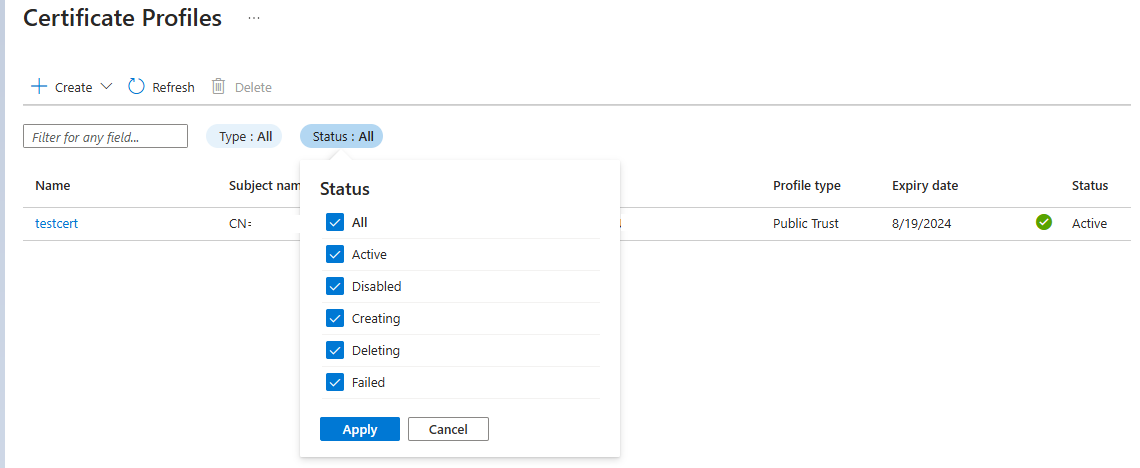 Certificate Profiles ...
Create Refresh Delete
Filter for any field... Type : All Status : All
Name Subject nam Profile type Expiry date Status
testcert CN= Public Trust 8/19/2024 Active
Status
All
Active
Disabled
Creating
Deleting
Failed
Apply Cancel